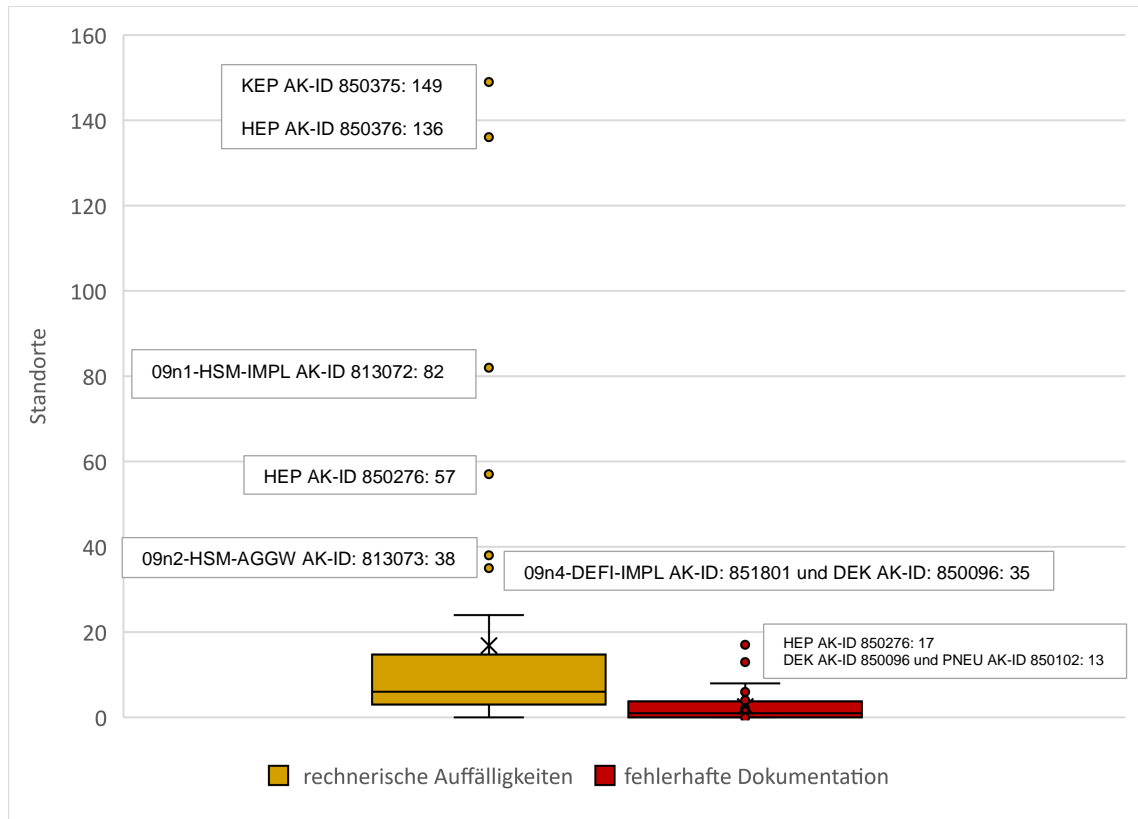 160
KEP AK-ID 850375: 149
140
HEP AK-ID 850376: 136
120
100
Standorte
80
09n1-HSM-IMPL AK-ID 813072: 82
60
HEP AK-ID 850276: 57
40
09n2-HSM-AGGW AK-ID: 813073: 38
09n4-DEFI-IMPL AK-ID: 851801 und DEK AK-ID: 850096: 35
20
HEP AK-ID 850276: 17
DEK AK-ID 850096 und PNEU AK-ID 850102: 13
0
rechnerische Auffälligkeiten
fehlerhafte Dokumentation